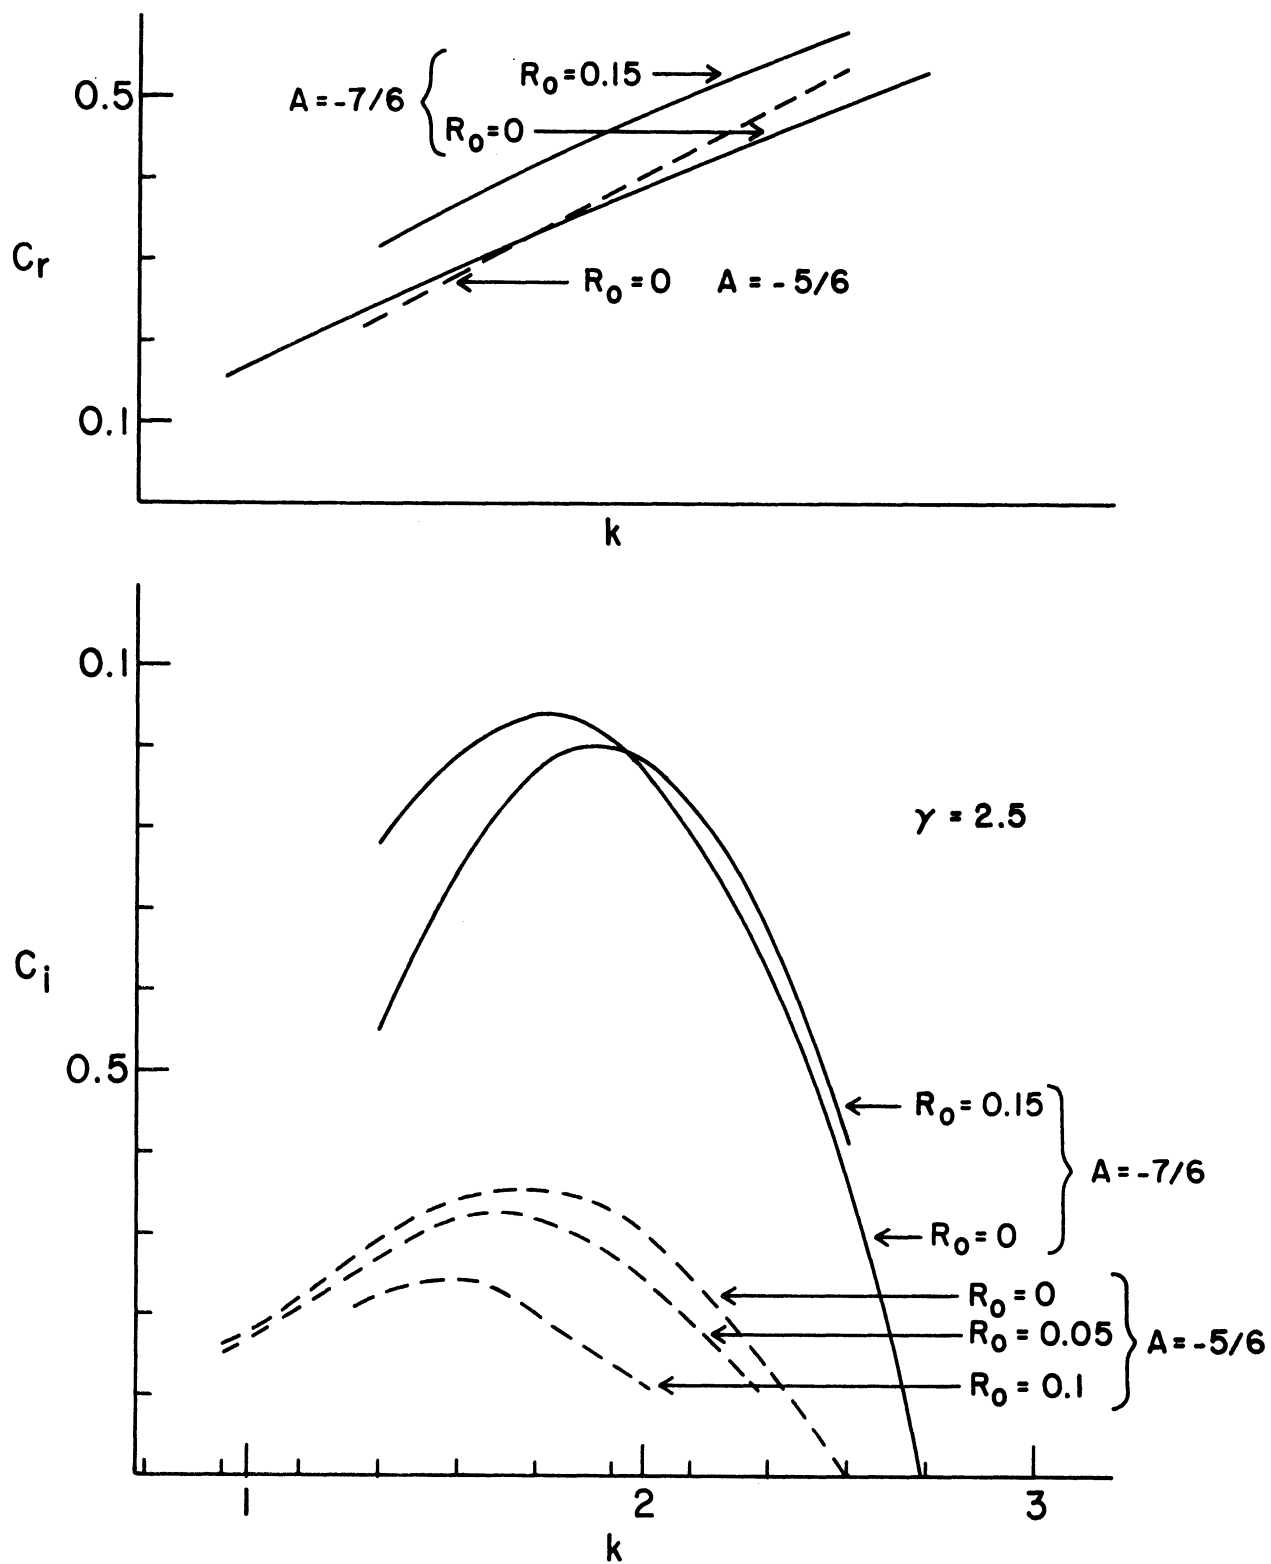 0.5
A = -7/6
R₀ = 0.15
R₀ = 0
Cr
R₀ = 0 A = -5/6
0.1
k
0.1
γ = 2.5
Ci
0.5
R₀ = 0.15
A = -7/6
R₀ = 0
R₀ = 0
R₀ = 0.05
A = -5/6
R₀ = 0.1
1 2 3
k